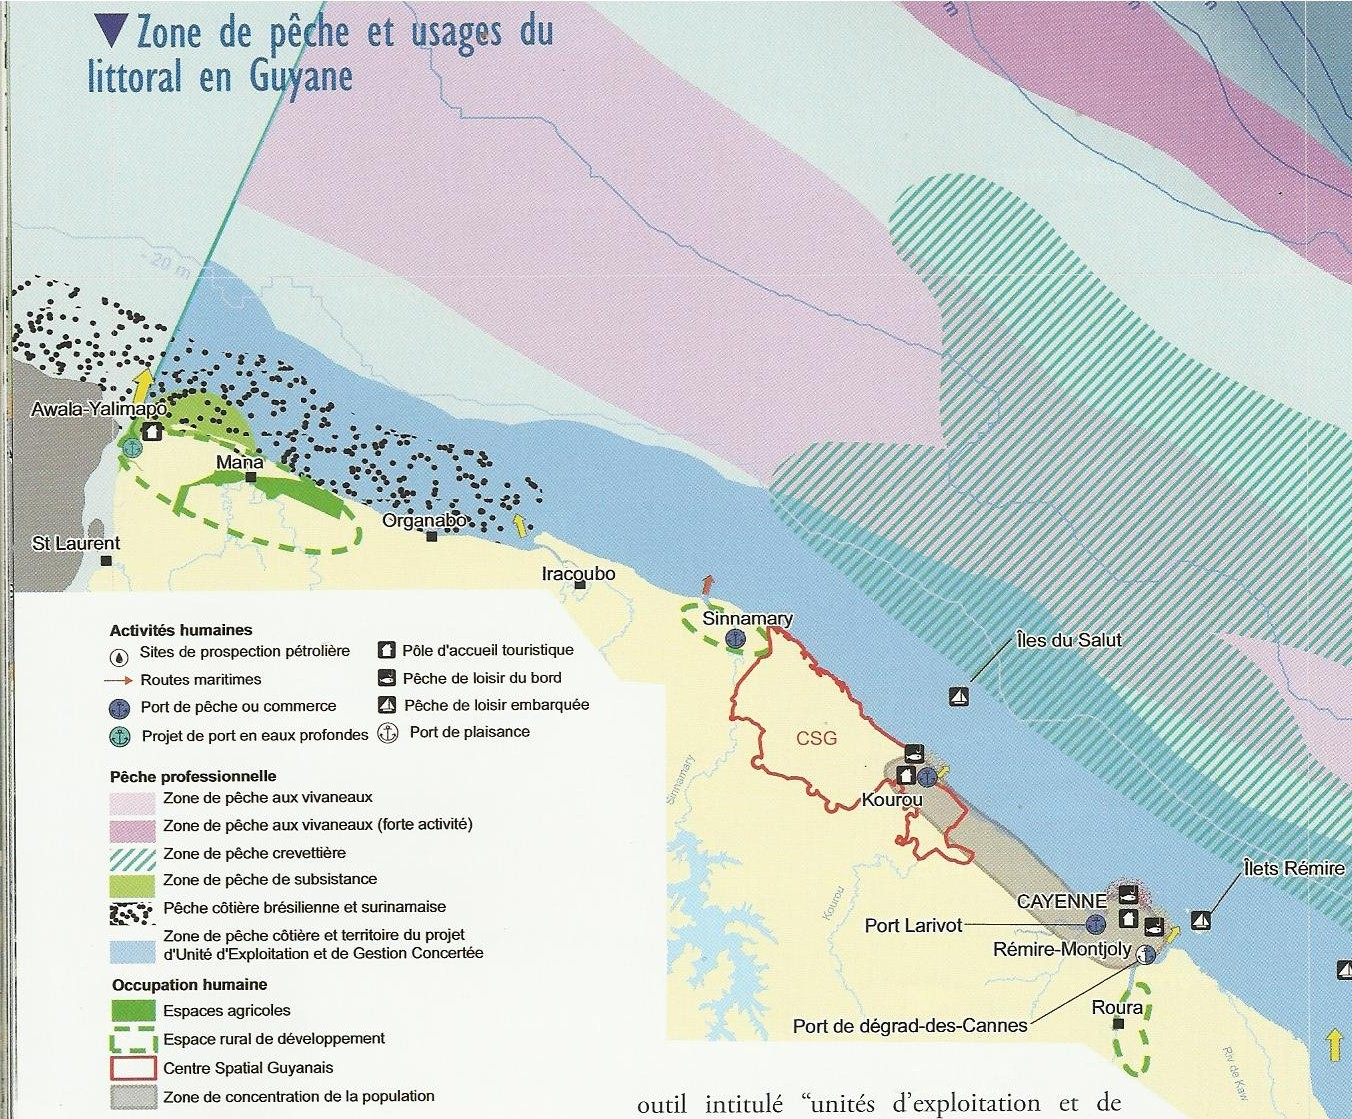 ▼ Zone de pêche et usages du
littoral en Guyane
m
m
n
- 20 m
Awala-Yalimapo
Mana
Organabo
St Laurent
Iracoubo
Sinnamary
Îles du Salut
CSG
Kourou
Sinnamary
Kourou
Îlets Rémire
CAYENNE
Port Larivot
Rémire-Montjoly
Roura
Port de dégrad-des-Cannes
Riv de Kaw
Activités humaines
Sites de prospection pétrolière
Routes maritimes
Port de pêche ou commerce
Projet de port en eaux profondes
Pôle d'accueil touristique
Pêche de loisir du bord
Pêche de loisir embarquée
Port de plaisance
Pêche professionnelle
Zone de pêche aux vivaneaux
Zone de pêche aux vivaneaux (forte activité)
Zone de pêche crevettière
Zone de pêche de subsistance
Pêche côtière brésilienne et surinamaise
Zone de pêche côtière et territoire du projet
d'Unité d'Exploitation et de Gestion Concertée
Occupation humaine
Espaces agricoles
Espace rural de développement
Centre Spatial Guyanais
Zone de concentration de la population
outil intitulé “unités d’exploitation et de